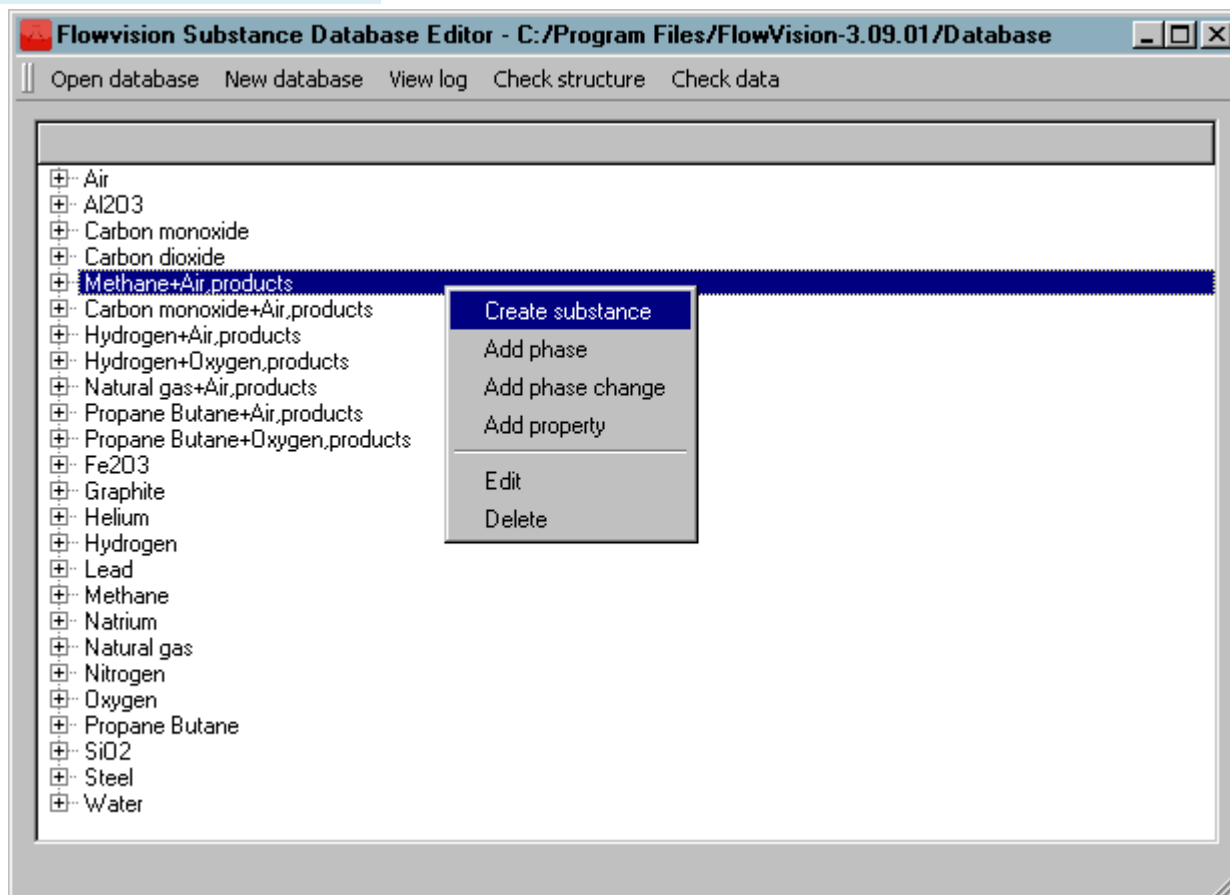 Flowvision Substance Database Editor - C:/Program Files/FlowVision-3.09.01/Database
Open database New database View log Check structure Check data
Air
Al2O3
Carbon monoxide
Carbon dioxide
Methane+Air,products
Carbon monoxide+Air,products
Hydrogen+Air,products
Hydrogen+Oxygen,products
Natural gas+Air,products
Propane Butane+Air,products
Propane Butane+Oxygen,products
Fe2O3
Graphite
Helium
Hydrogen
Lead
Methane
Natrium
Natural gas
Nitrogen
Oxygen
Propane Butane
SiO2
Steel
Water
Create substance
Add phase
Add phase change
Add property
Edit
Delete